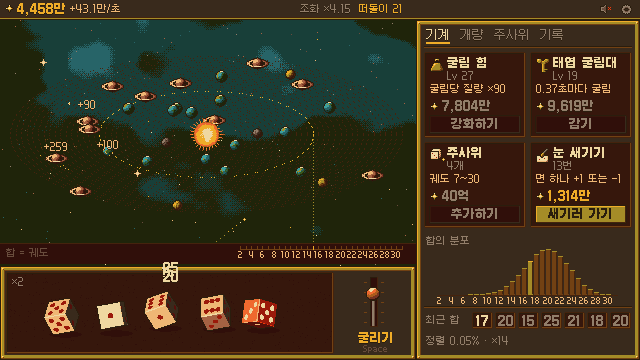 4,458만 +43.1만/초
조화 ×4.15 떠돌이 21
+90
+259
+100
합 = 궤도
2 4 6 8 10 12 14 16 18 20 22 24 26 28 30
×2
굴리기
Space
기계 개량 주사위 기록
굴림 힘
Lv 27
굴림당 질량 ×90
7,804만
강화하기
태엽 굴림대
Lv 19
0.37초마다 굴림
9,619만
감기
주사위
4개
궤도 7~30
40억
추가하기
눈 새기기
13번
면 하나 +1 또는 -1
1,314만
새기러 가기
합의 분포
2 4 6 8 10 12 14 16 18 20 22 24 26 28 30
최근 합 17 20 15 25 21 18 20
정렬 0.05% · ×14